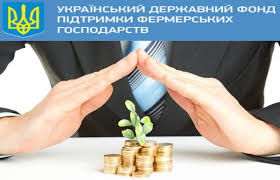 УКРАЇНСЬКИЙ ДЕРЖАВНИЙ ФОНД
ПІДТРИМКИ ФЕРМЕРСЬКИХ
ГОСПОДАРСТВ